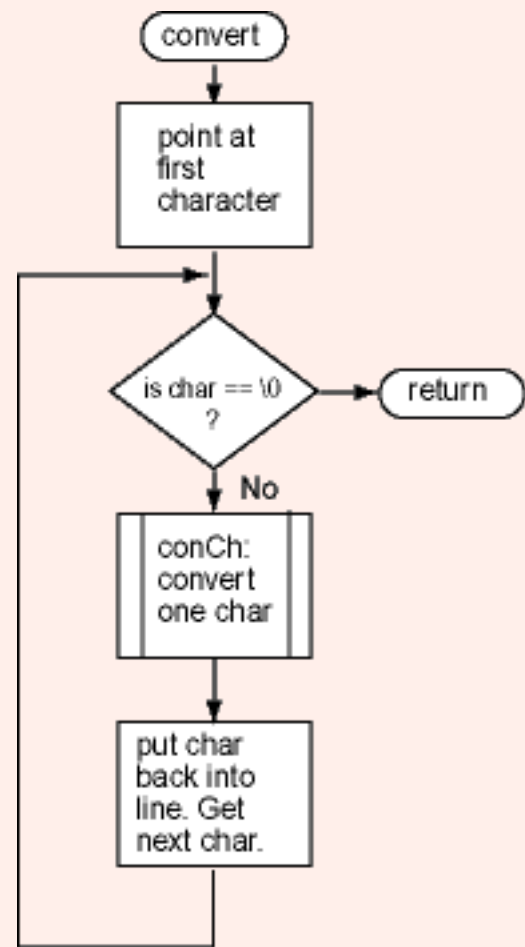 convert
point at
first
character
is char == \0
?
return
No
conCh:
convert
one char
put char
back into
line. Get
next char.